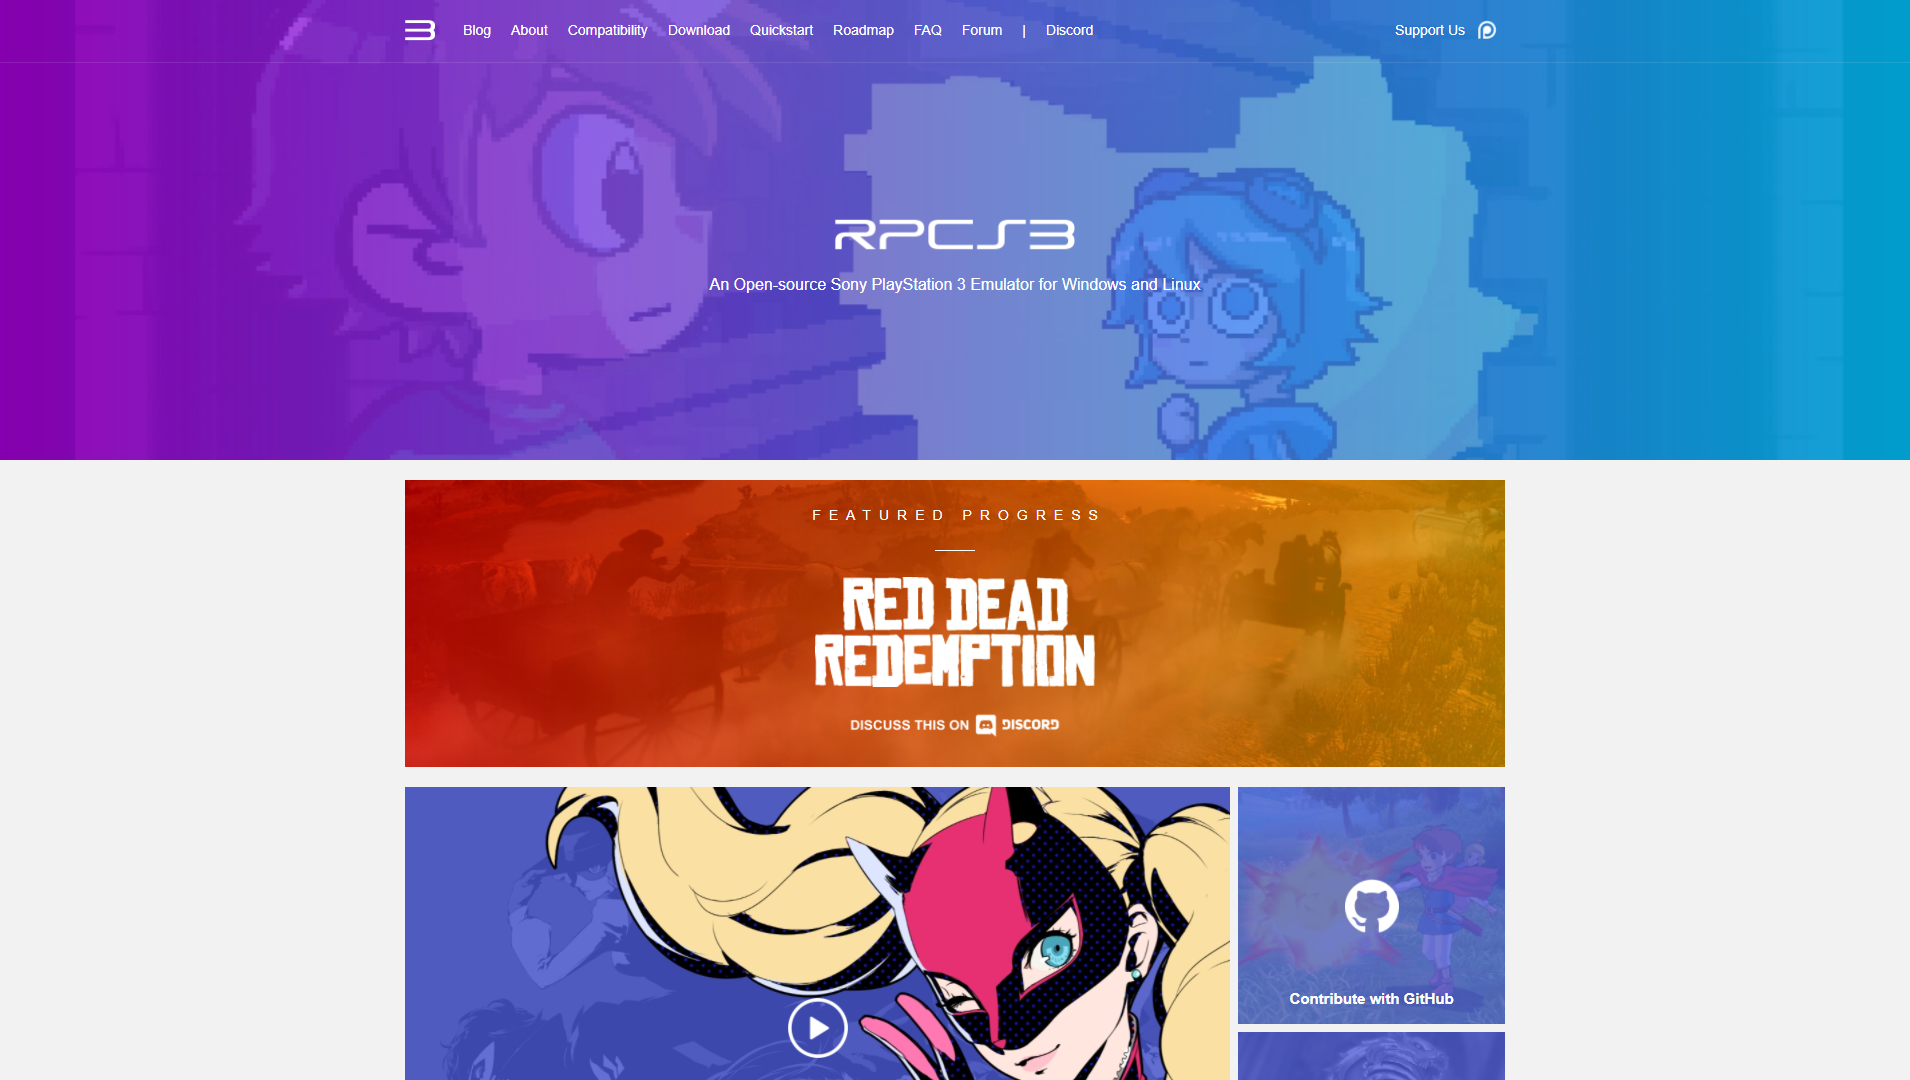 Blog About Compatibility Download Quickstart Roadmap FAQ Forum | Discord Support Us
RPCS3
An Open-source Sony PlayStation 3 Emulator for Windows and Linux
FEATURED PROGRESS
RED DEAD
REDEMPTION
DISCUSS THIS ON DISCORD
Contribute with GitHub